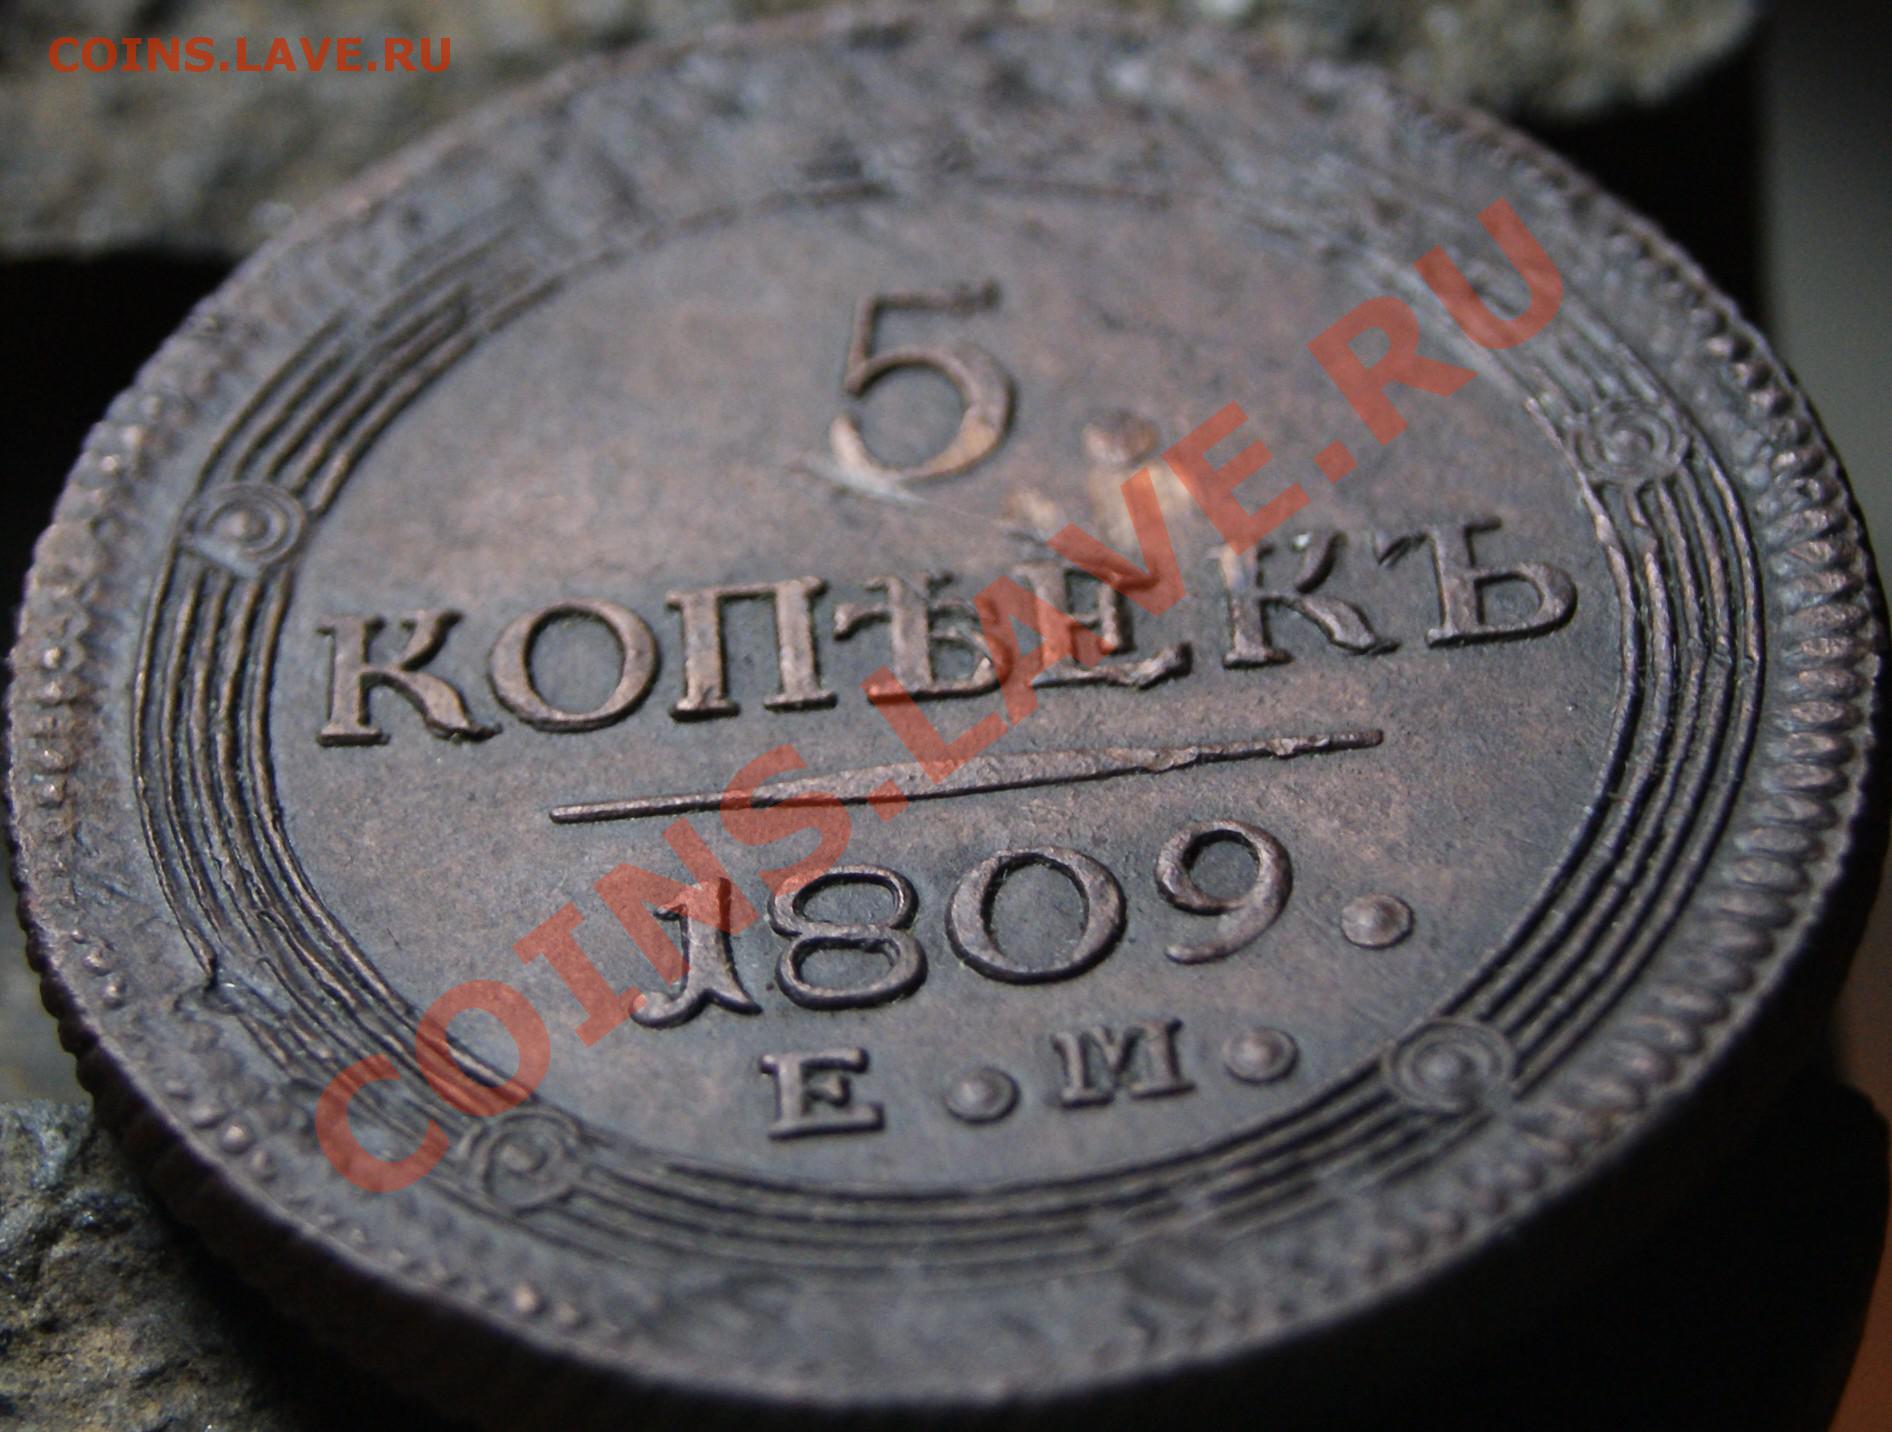 COINS.LAVE.RU
5
КОПѢЕКЪ
1809.
Е • М •
COINS.LAVE.RU